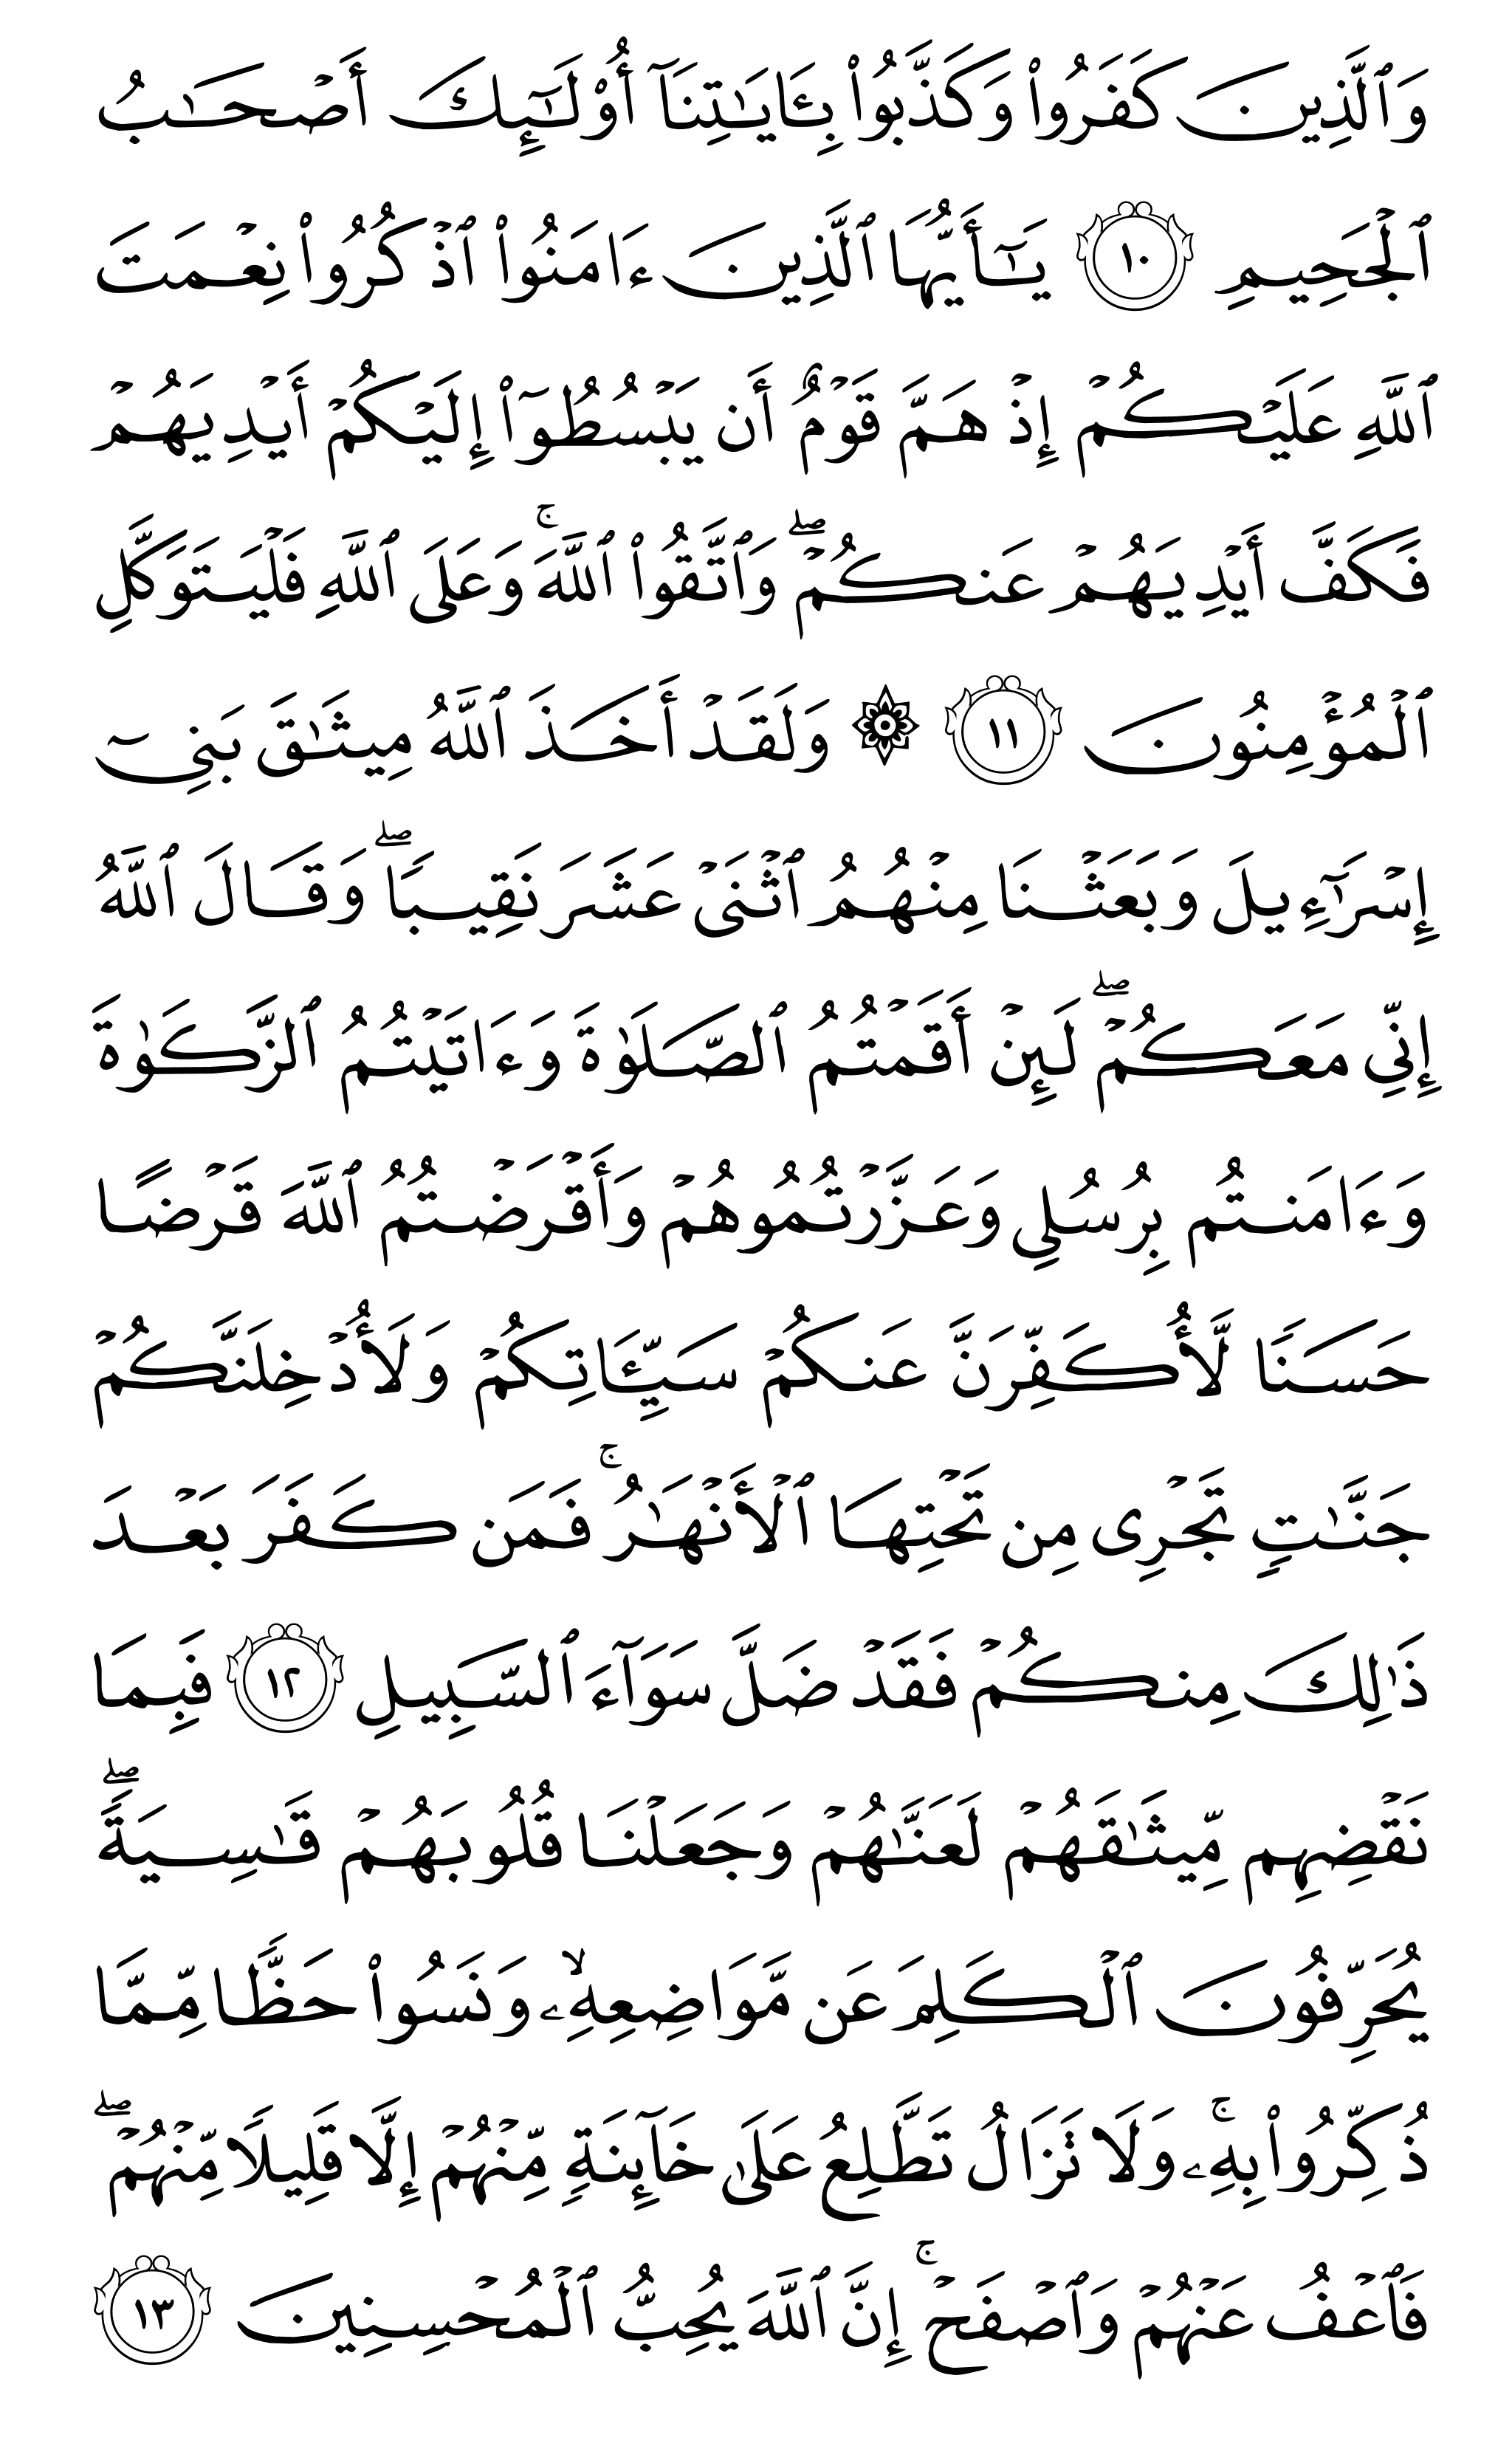 وَٱلَّذِينَ كَفَرُوا۟ وَكَذَّبُوا۟ بِـَٔايَـٰتِنَآ أُو۟لَـٰٓئِكَ أَصۡحَـٰبُ
ٱلۡجَحِيمِ ١٠ يَـٰٓأَيُّهَا ٱلَّذِينَ ءَامَنُوا۟ ٱذۡكُرُوا۟ نِعۡمَتَ
ٱللَّهِ عَلَيۡكُمۡ إِذۡ هَمَّ قَوۡمٌ أَن يَبۡسُطُوٓا۟ إِلَيۡكُمۡ أَيۡدِيَهُمۡ
فَكَفَّ أَيۡدِيَهُمۡ عَنكُمۡۖ وَٱتَّقُوا۟ ٱللَّهَۚ وَعَلَى ٱللَّهِ فَلۡيَتَوَكَّلِ
ٱلۡمُؤۡمِنُونَ ١١ ۞ وَلَقَدۡ أَخَذَ ٱللَّهُ مِيثَـٰقَ بَنِيٓ
إِسۡرَٰٓءِيلَ وَبَعَثۡنَا مِنۡهُمُ ٱثۡنَيۡ عَشَرَ نَقِيبٗاۖ وَقَالَ ٱللَّهُ
إِنِّي مَعَكُمۡۖ لَئِنۡ أَقَمۡتُمُ ٱلصَّلَوٰةَ وَءَاتَيۡتُمُ ٱلزَّكَوٰةَ
وَءَامَنتُم بِرُسُلِي وَعَزَّرۡتُمُوهُمۡ وَأَقۡرَضۡتُمُ ٱللَّهَ قَرۡضًا
حَسَنٗا لَّأُكَفِّرَنَّ عَنكُمۡ سَيِّـَٔاتِكُمۡ وَلَأُدۡخِلَنَّكُمۡ
جَنَّـٰتٖ تَجۡرِي مِن تَحۡتِهَا ٱلۡأَنۡهَـٰرُۚ فَمَن كَفَرَ بَعۡدَ
ذَٰلِكَ مِنكُمۡ فَقَدۡ ضَلَّ سَوَآءَ ٱلسَّبِيلِ ١٢ فَبِمَا
نَقۡضِهِم مِّيثَـٰقَهُمۡ لَعَنَّـٰهُمۡ وَجَعَلۡنَا قُلُوبَهُمۡ قَـٰسِيَةٗۖ
يُحَرِّفُونَ ٱلۡكَلِمَ عَن مَّوَاضِعِهِۦۙ وَنَسُوا۟ حَظّٗا مِّمَّا
ذُكِّرُوا۟ بِهِۦۚ وَلَا تَزَالُ تَطَّلِعُ عَلَىٰ خَآئِنَةٖ مِّنۡهُمۡ إِلَّا قَلِيلٗا مِّنۡهُمۡۖ
فَٱعۡفُ عَنۡهُمۡ وَٱصۡفَحۡۚ إِنَّ ٱللَّهَ يُحِبُّ ٱلۡمُحۡسِنِينَ ١٣